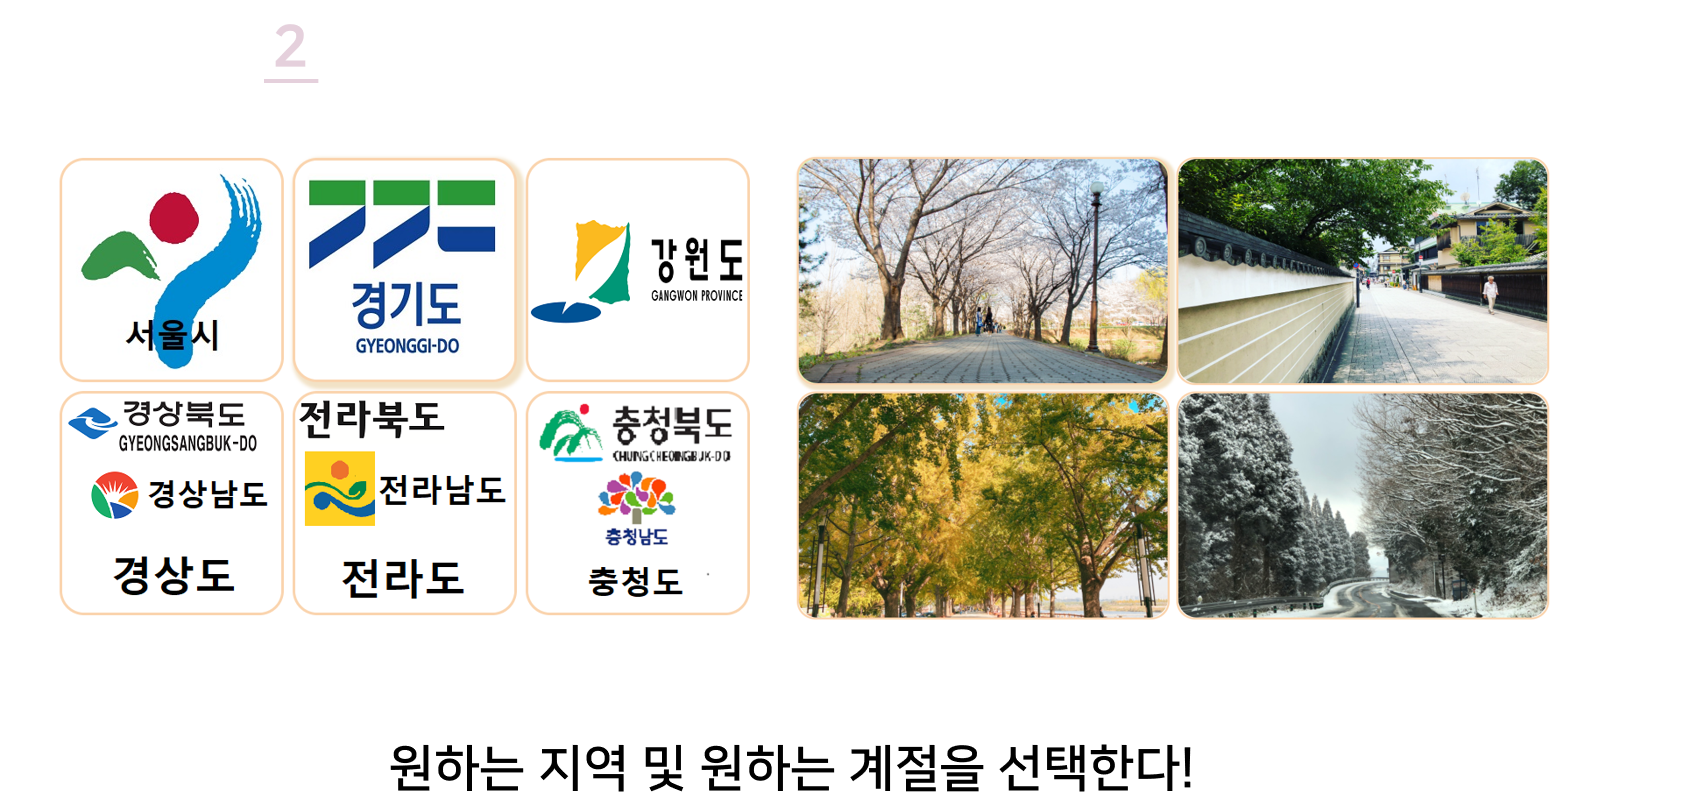 2
서울시
경기도
GYEONGGI-DO
강원도
GANGWON PROVINCE
경상북도
GYEONGSANGBUK-DO
경상남도
경상도
전라북도
전라남도
전라도
충청북도
CHUNGCHEONGBUK-DO
충청남도
충청도
원하는 지역 및 원하는 계절을 선택한다!